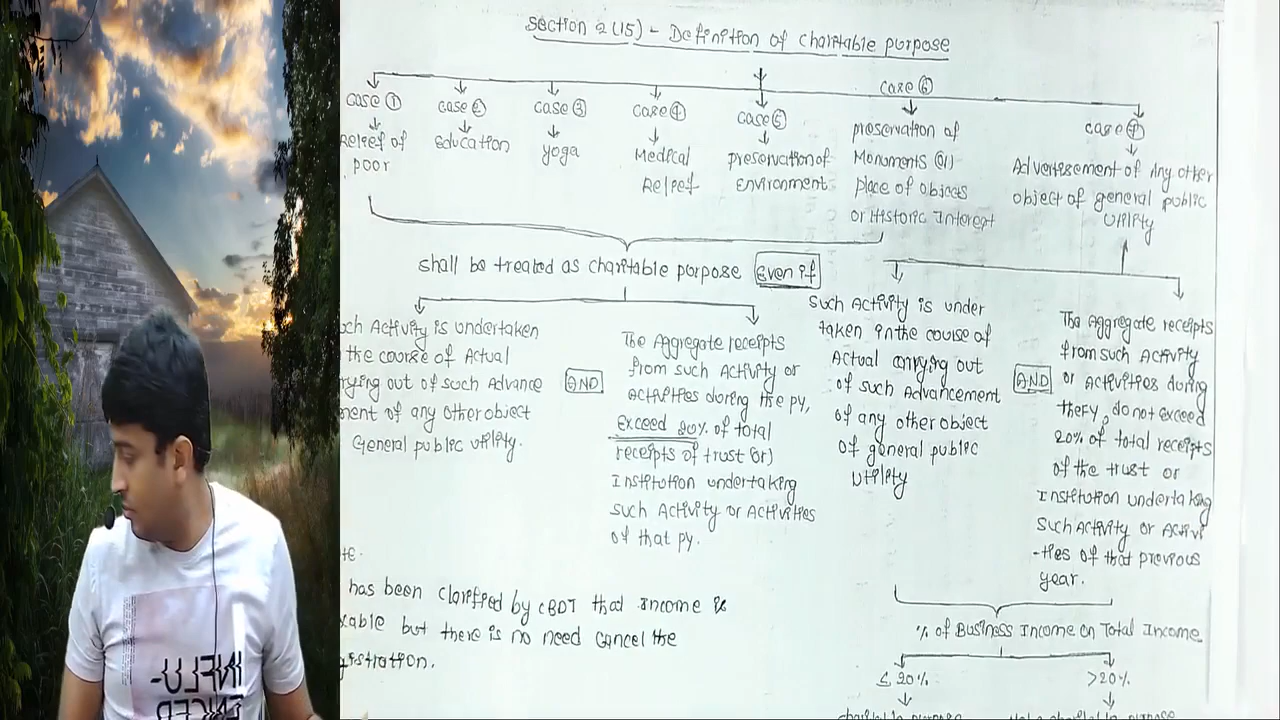 Section 2(15) - Definition of charitable purpose
case ①
Relief of
poor
case ②
Education
case ③
yoga
case ④
Medical
Relief
case ⑤
preservation of
Environment
case ⑥
preservation of
Monuments (or)
place of objects
or Historic Interest
case ⑦
Advertisement of Any other
object of general public
Utility
shall be treated as charitable purpose Even if
uch Activity is undertaken
the course of Actual
rying out of such Advance
ment of any other object
General public Utility.
AND
The Aggregate receipts
from such Activity or
Activities during the py,
Exceed 20% of total
receipts of trust (or)
Institution undertaking
such Activity or Activities
of that py.
Such Activity is under
taken in the course of
Actual carrying out
of such Advancement
of any other object
of general public
Utility
AND
The Aggregate receipts
from such Activity
or Activities during
the py, do not exceed
20% of total receipts
of the trust or
Institution undertaking
such Activity or Activi
-ties of that previous
year.
te.
has been clarified by CBDT that income is
xable but there is no need cancel the
gistration.
% of Business Income on Total Income
≤ 20%
>20%